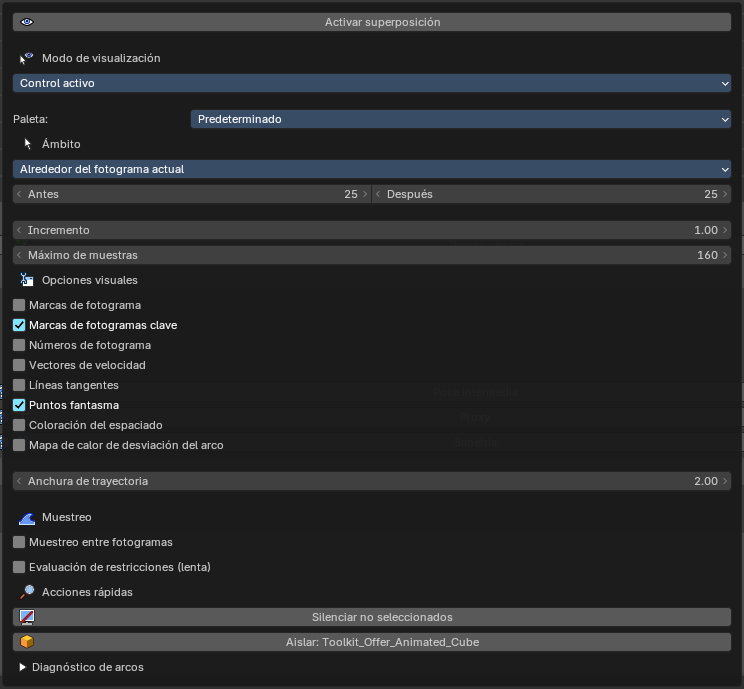 Activar superposición
Modo de visualización
Control activo
Paleta: Predeterminado
Ámbito
Alrededor del fotograma actual
Antes 25 Después 25
Incremento 1.00
Máximo de muestras 160
Opciones visuales
Marcas de fotograma
Marcas de fotogramas clave
Números de fotograma
Vectores de velocidad
Líneas tangentes
Puntos fantasma
Coloración del espaciado
Mapa de calor de desviación del arco
Anchura de trayectoria 2.00
Muestreo
Muestreo entre fotogramas
Evaluación de restricciones (lenta)
Acciones rápidas
Silenciar no seleccionados
Aislar: Toolkit_Offer_Animated_Cube
Diagnóstico de arcos